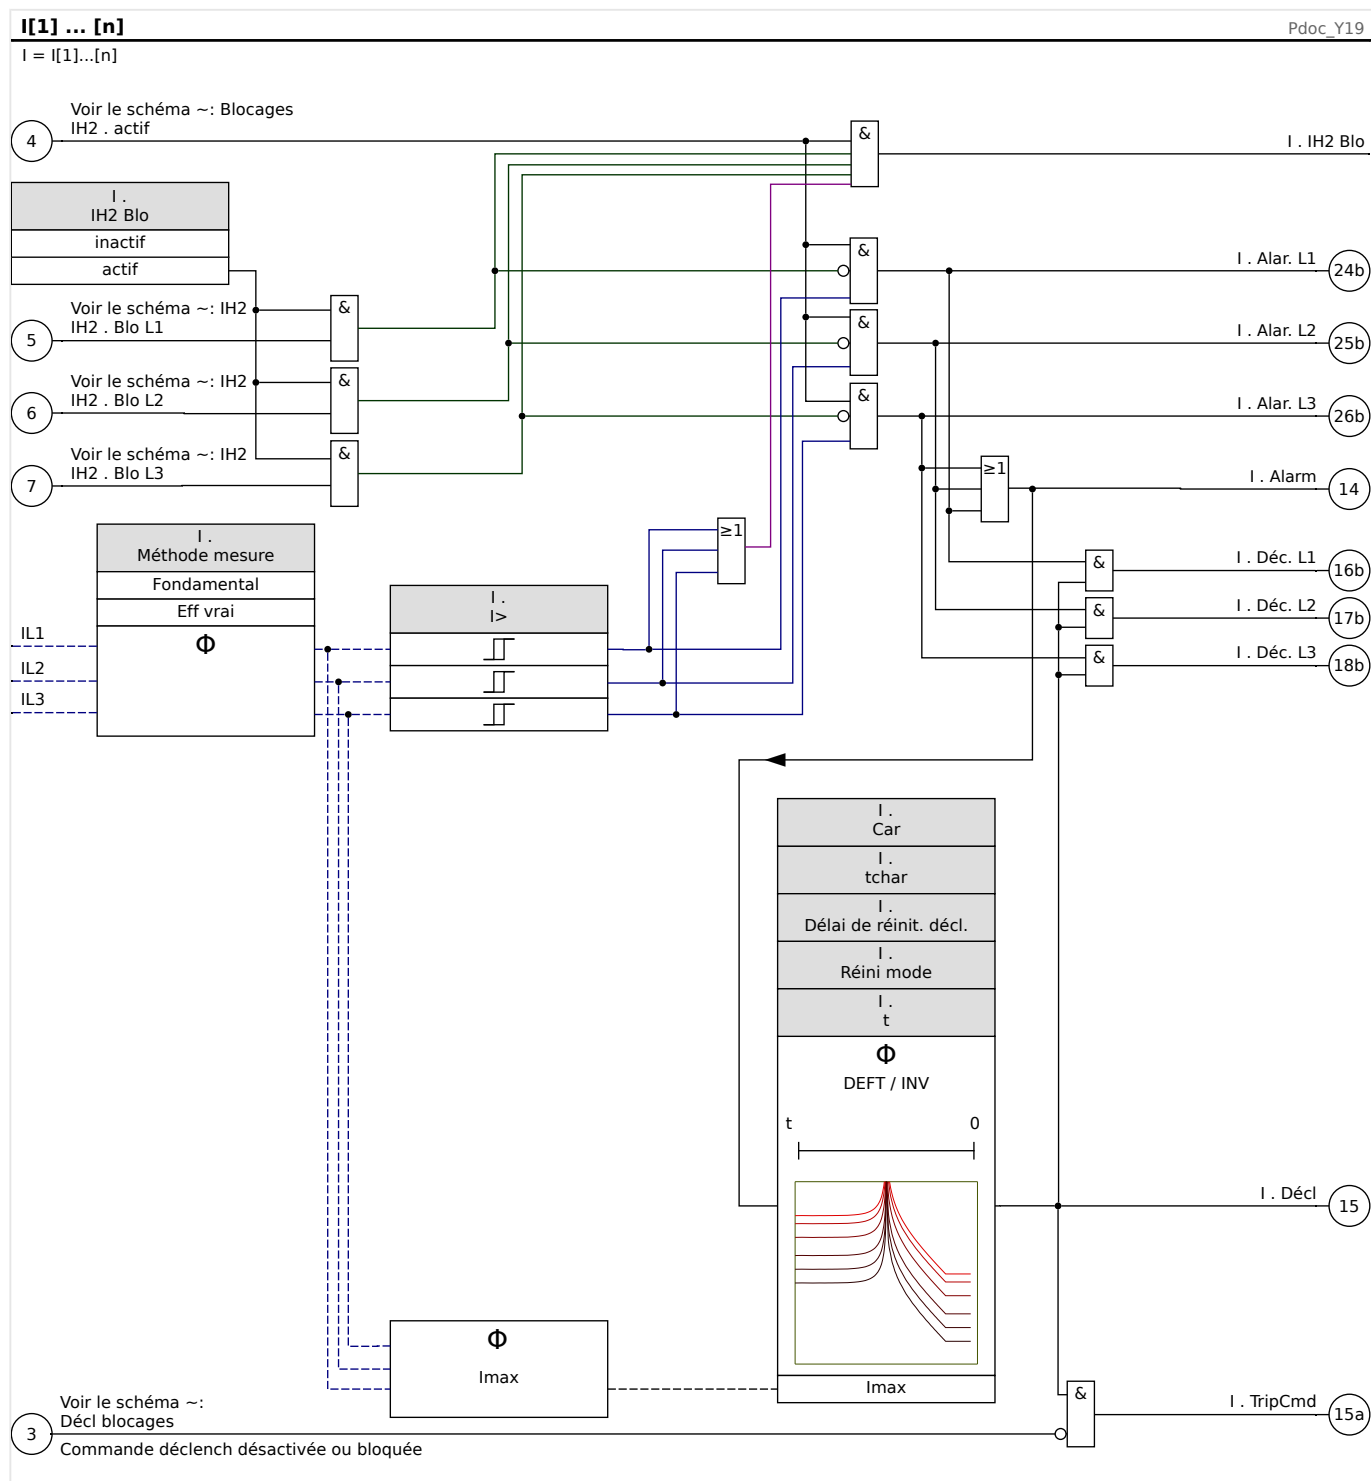 I[1] ... [n]
Pdoc_Y19
I = I[1]...[n]
Voir le schéma ~: Blocages
IH2 . actif
4
&
I . IH2 Blo
I .
IH2 Blo
inactif
actif
&
I . Alar. L1
24b
Voir le schéma ~: IH2
IH2 . Blo L1
5
&
&
I . Alar. L2
25b
Voir le schéma ~: IH2
IH2 . Blo L2
6
&
&
I . Alar. L3
26b
Voir le schéma ~: IH2
IH2 . Blo L3
7
&
≥1
I . Alarm
14
I .
Méthode mesure
Fondamental
Eff vrai
Φ
≥1
&
I . Déc. L1
16b
I .
I>
&
I . Déc. L2
17b
&
I . Déc. L3
18b
IL1
IL2
IL3
I .
Car
I .
tchar
I .
Délai de réinit. décl.
I .
Réini mode
I .
t
Φ
DEFT / INV
t
0
I . Décl
15
Φ
Imax
Imax
Voir le schéma ~:
Décl blocages
3
Commande déclench désactivée ou bloquée
&
I . TripCmd
15a